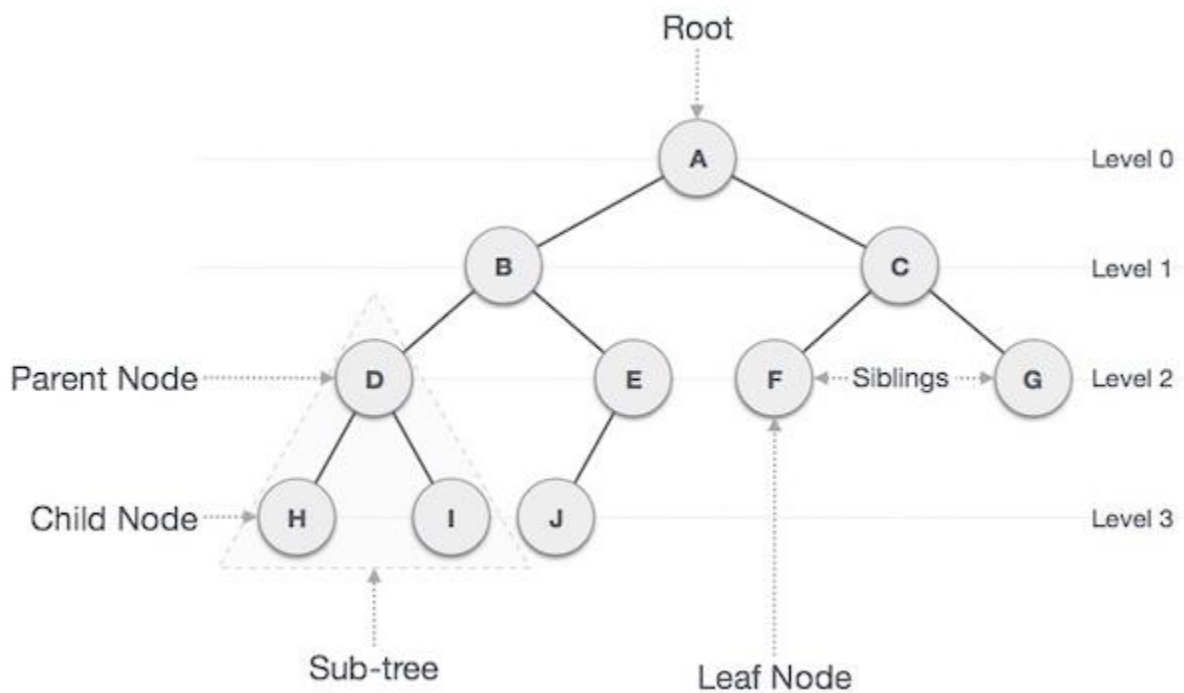 Root
A
Level 0
B
C
Level 1
Parent Node
D
E
F
Siblings
G
Level 2
Child Node
H
I
J
Level 3
Sub-tree
Leaf Node